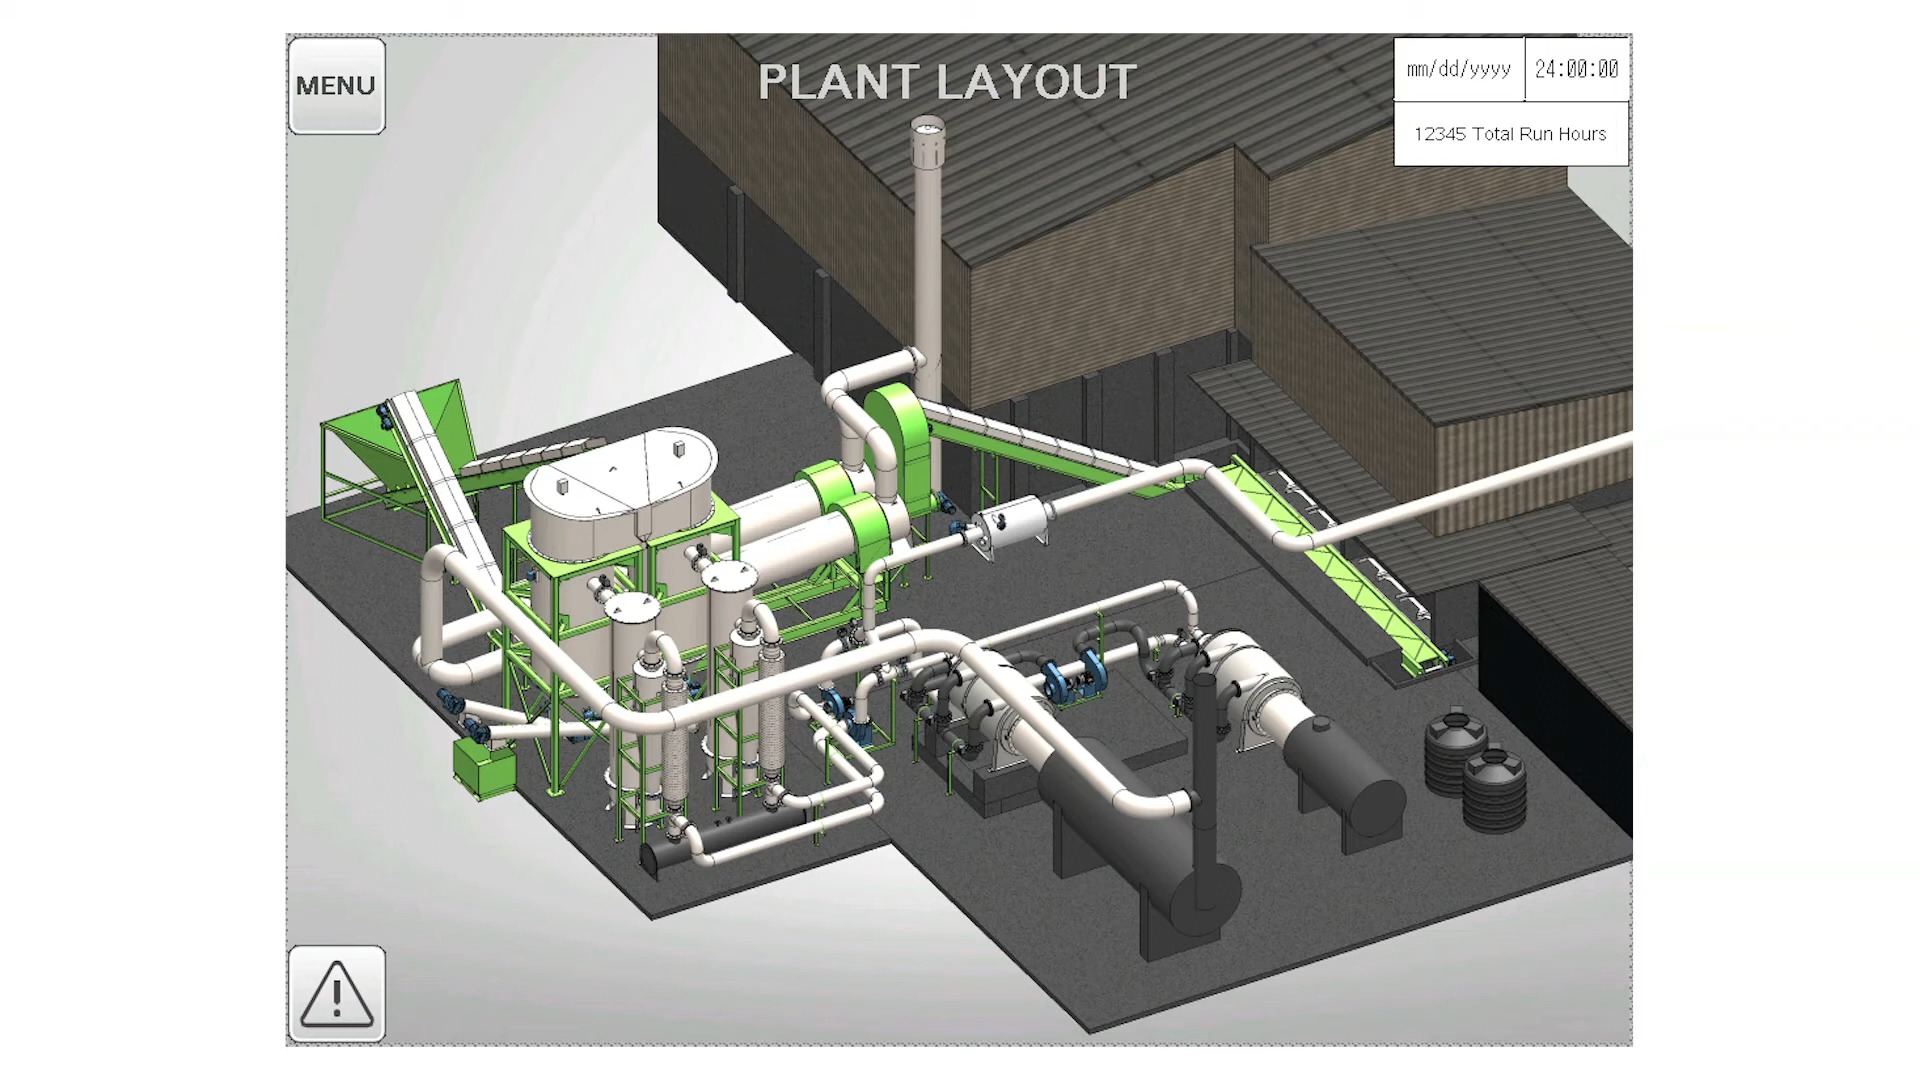 MENU
PLANT LAYOUT
mm/dd/yyyy
24:00:00
12345 Total Run Hours